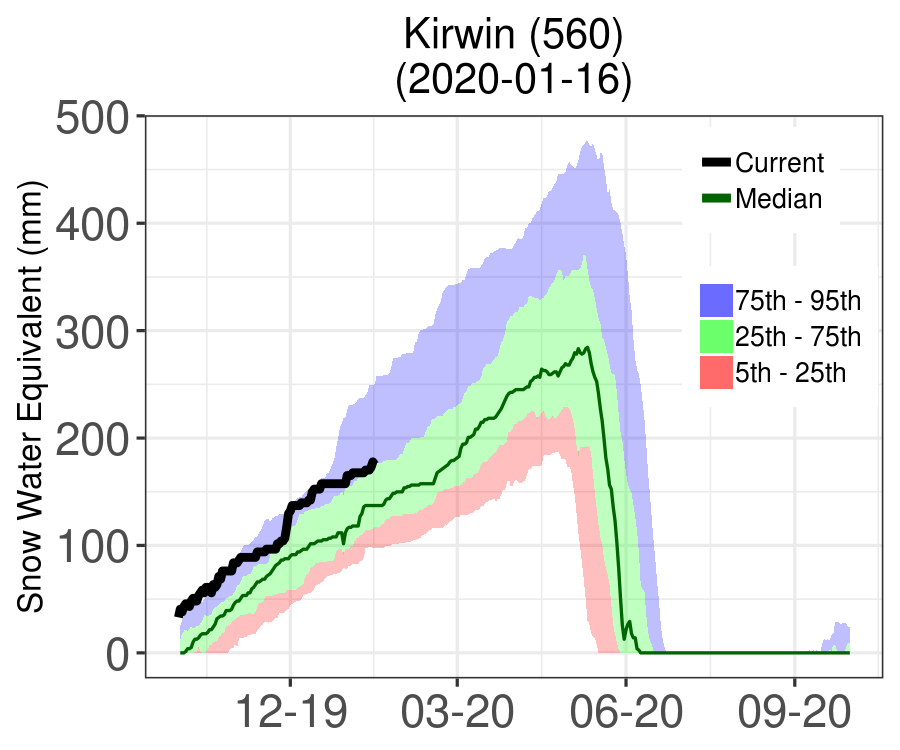 Kirwin (560)
(2020-01-16)
Snow Water Equivalent (mm)
500
400
300
200
100
0
12-19
03-20
06-20
09-20
Current
Median
75th - 95th
25th - 75th
5th - 25th